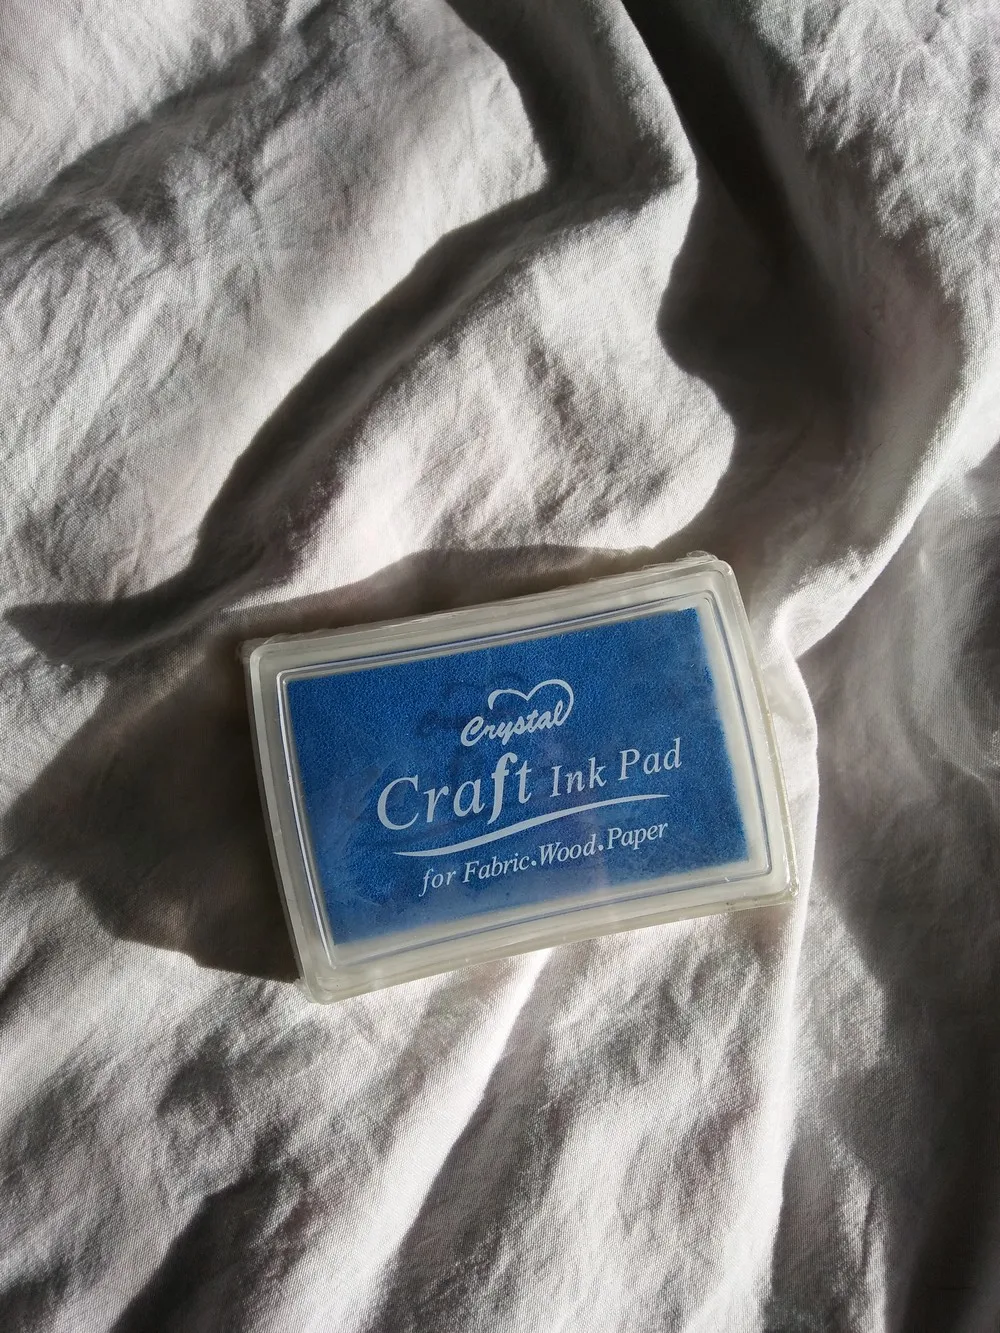 Crystal
Craft Ink Pad
for Fabric.Wood.Paper